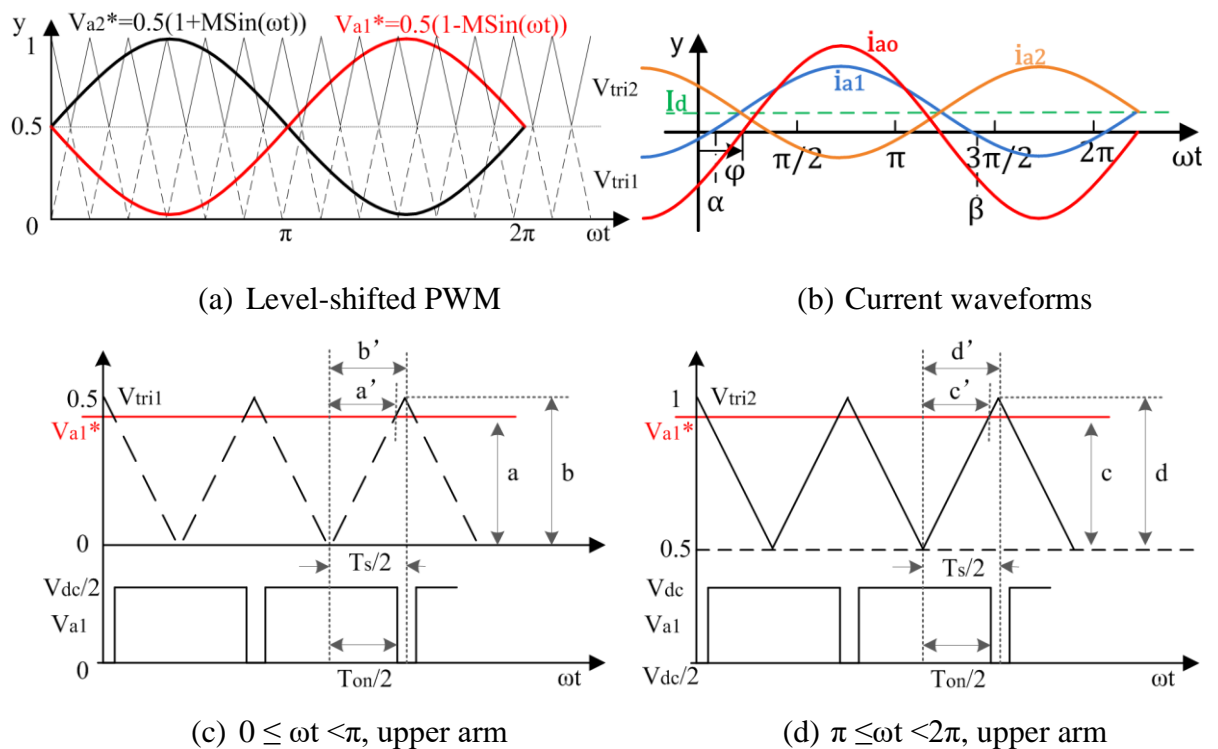 y
Va2*=0.5(1+MSin(ωt))
Va1*=0.5(1-MSin(ωt))
1
Vtri2
0.5
Vtri1
0
π
2π
ωt
(a) Level-shifted PWM
y
iao
ia1
ia2
Id
π/2
π
3π/2
2π
ωt
φ
α
β
(b) Current waveforms
b’
a’
0.5
Vtri1
Va1*
a
b
0
Ts/2
Vdc/2
Va1
0
Ton/2
ωt
(c) 0 ≤ ωt <π, upper arm
d’
c’
1
Vtri2
Va1*
c
d
0.5
Ts/2
Vdc
Va1
Vdc/2
Ton/2
ωt
(d) π ≤ωt <2π, upper arm